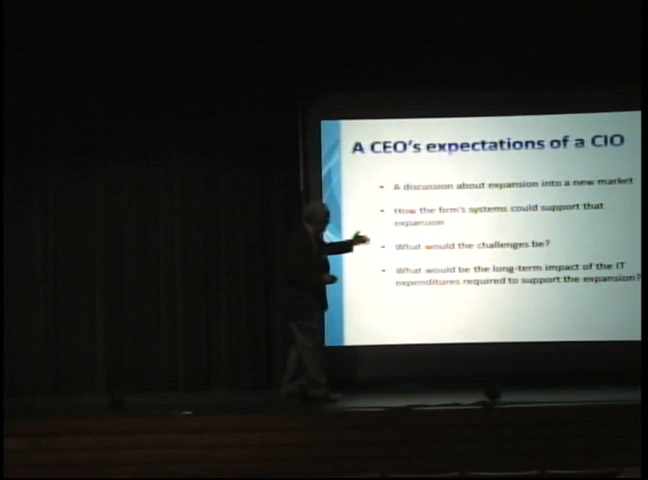 A CEO's expectations of a CIO
• A discussion about expansion into a new market
• How the firm's systems could support that
expansion
• What would the challenges be?
• What would be the long-term impact of the IT
expenditures required to support the expansion?